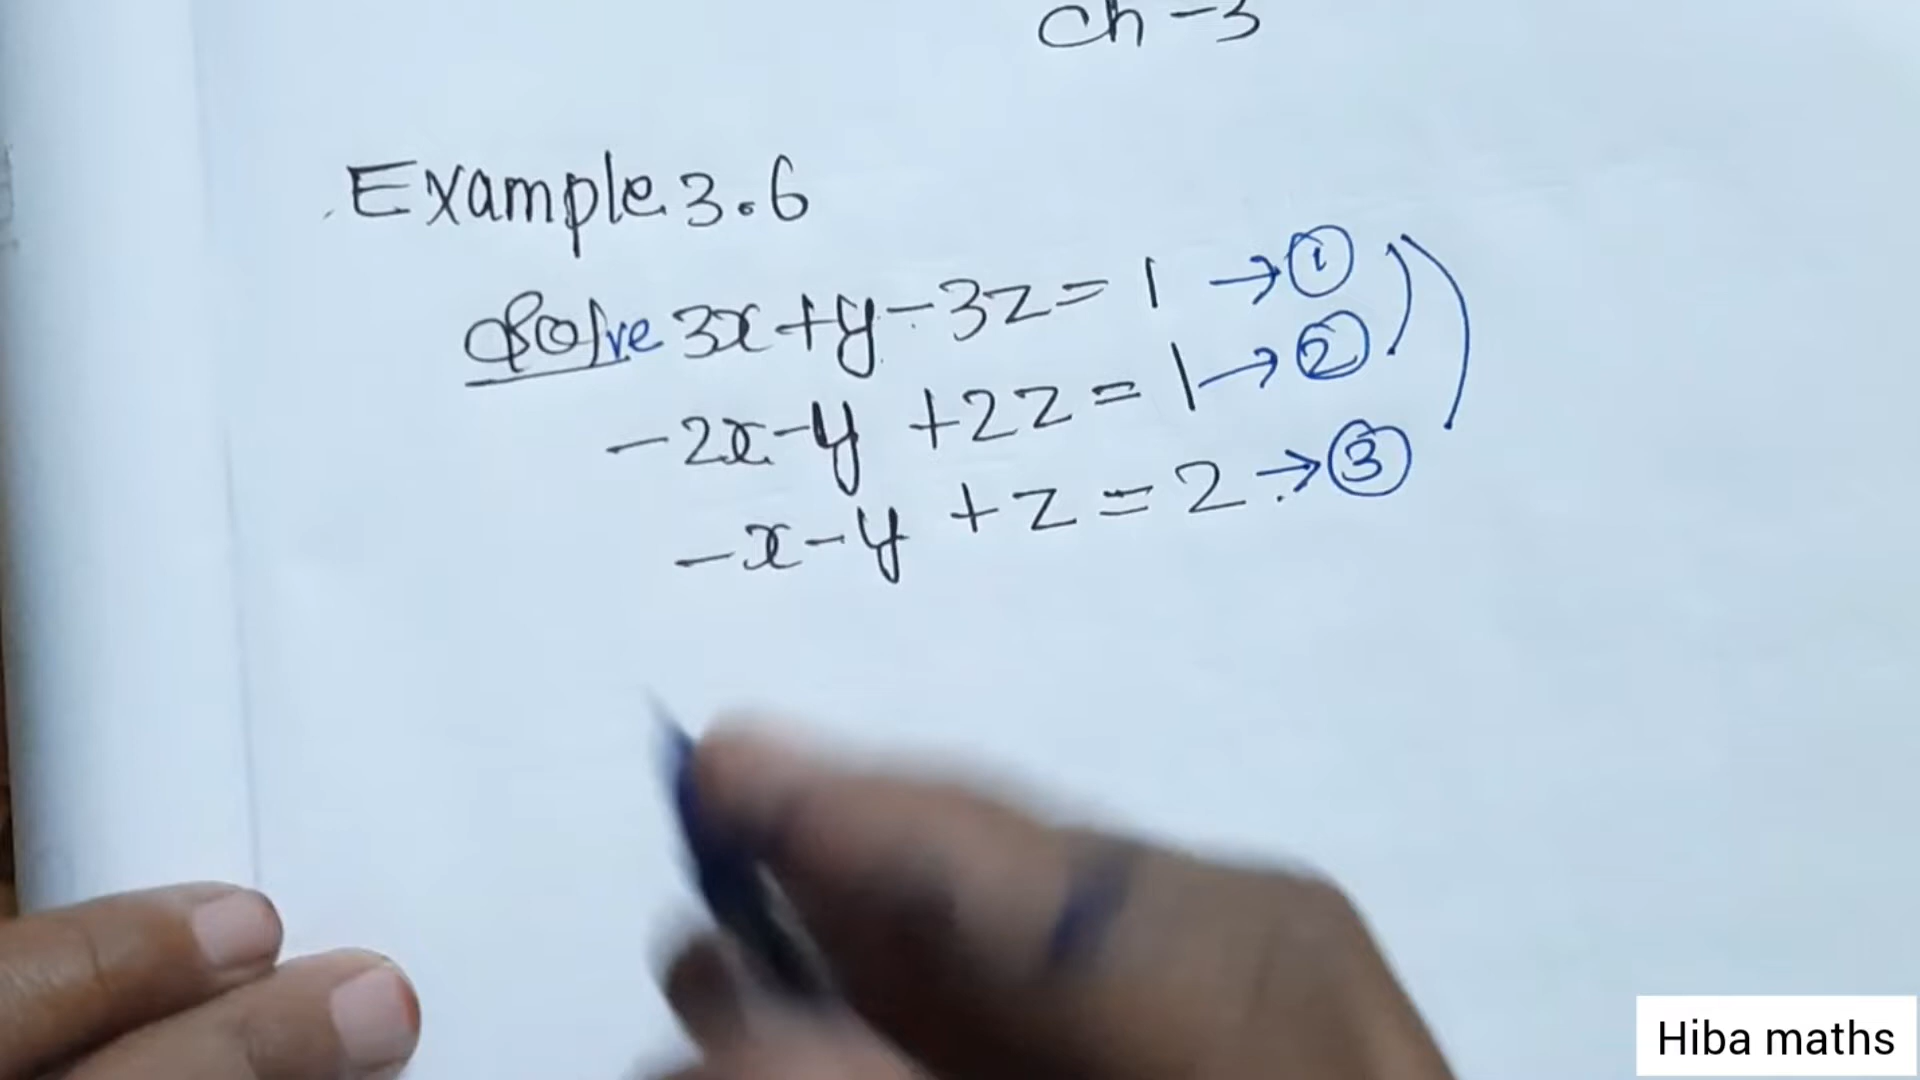 Ch - 3
Example 3.6
Solve 3x + y - 3z = 1 → ①
-2x - y + 2z = 1 → ②
-x - y + z = 2 → ③
Hiba maths